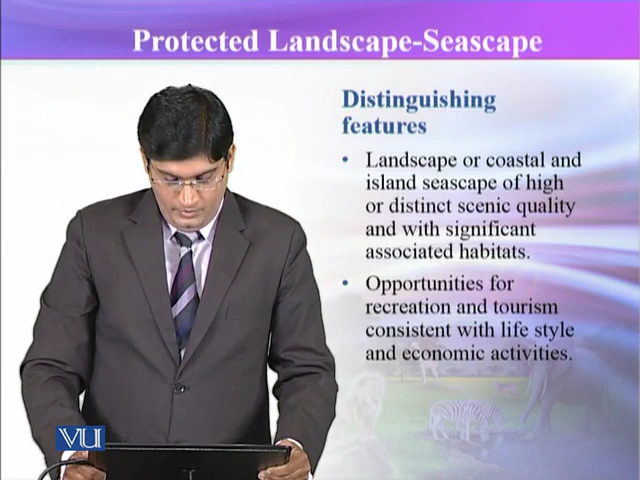 Protected Landscape-Seascape
Distinguishing
features
• Landscape or coastal and
island seascape of high
or distinct scenic quality
and with significant
associated habitats.
• Opportunities for
recreation and tourism
consistent with life style
and economic activities.
VU